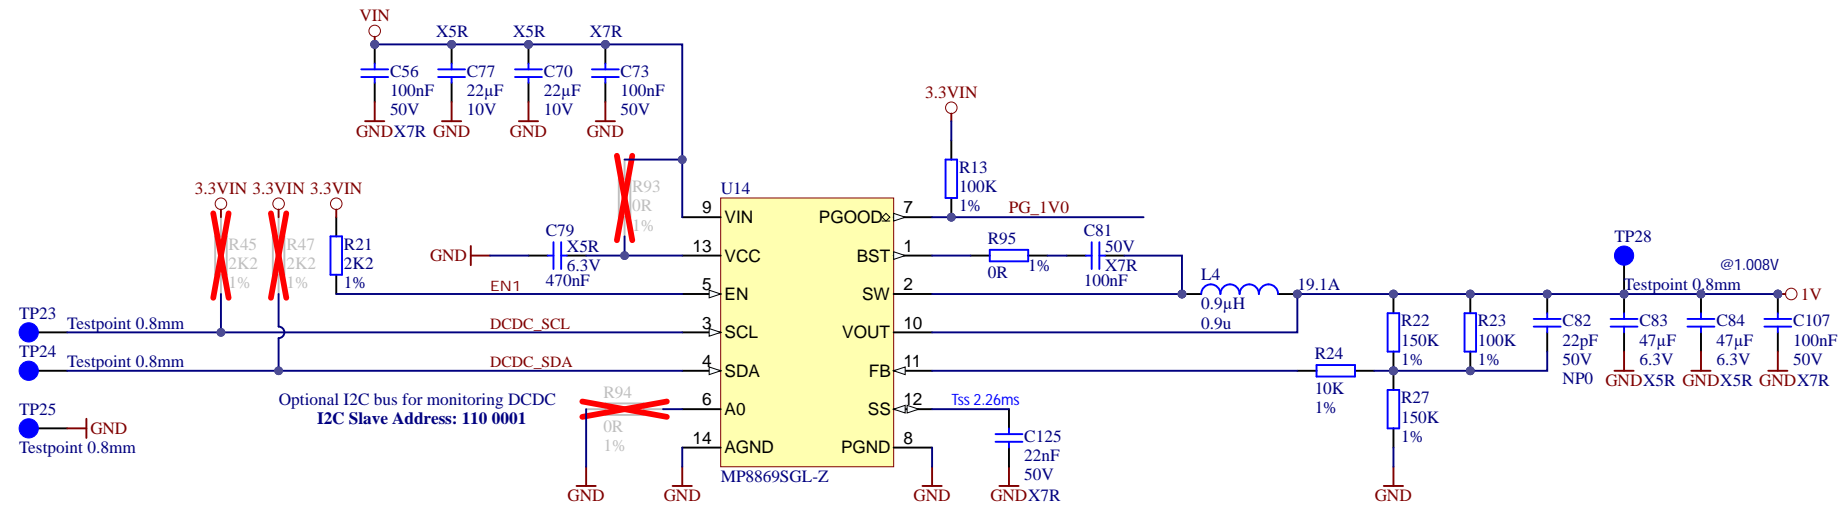 VIN
X5R
X5R
X7R
C56
100nF
50V
GND
X7R
C77
22µF
10V
GND
C70
22µF
10V
GND
C73
100nF
50V
GND
3.3VIN
R13
100K
1%
PG_1V0
R93
0R
1%
3.3VIN
3.3VIN
3.3VIN
R45
2K2
1%
R47
2K2
1%
R21
2K2
1%
GND
C79
X5R
6.3V
470nF
EN1
TP23
Testpoint 0.8mm
DCDC_SCL
TP24
Testpoint 0.8mm
DCDC_SDA
Optional I2C bus for monitoring DCDC
I2C Slave Address: 110 0001
TP25
GND
Testpoint 0.8mm
R94
0R
1%
GND
GND
U14
9
VIN
13
VCC
5
EN
3
SCL
4
SDA
6
A0
14
AGND
PGOOD
7
BST
1
SW
2
VOUT
10
FB
11
SS
12
PGND
8
MP8869SGL-Z
R95
0R
1%
C81
50V
X7R
100nF
L4
0.9µH
0.9u
19.1A
TP28
Testpoint 0.8mm
@1.008V
1V
R22
150K
1%
R23
100K
1%
C82
22pF
50V
NP0
C83
47µF
6.3V
GND
X5R
C84
47µF
6.3V
GND
X5R
C107
100nF
50V
GND
X7R
R24
10K
1%
R27
150K
1%
GND
Tss 2.26ms
C125
22nF
50V
GND
X7R
GND